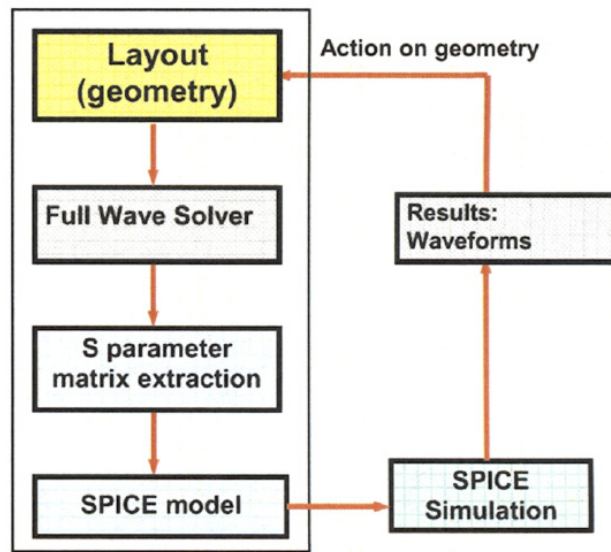 Layout
(geometry)
Action on geometry
Full Wave Solver
Results:
Waveforms
S parameter
matrix extraction
SPICE model
SPICE
Simulation